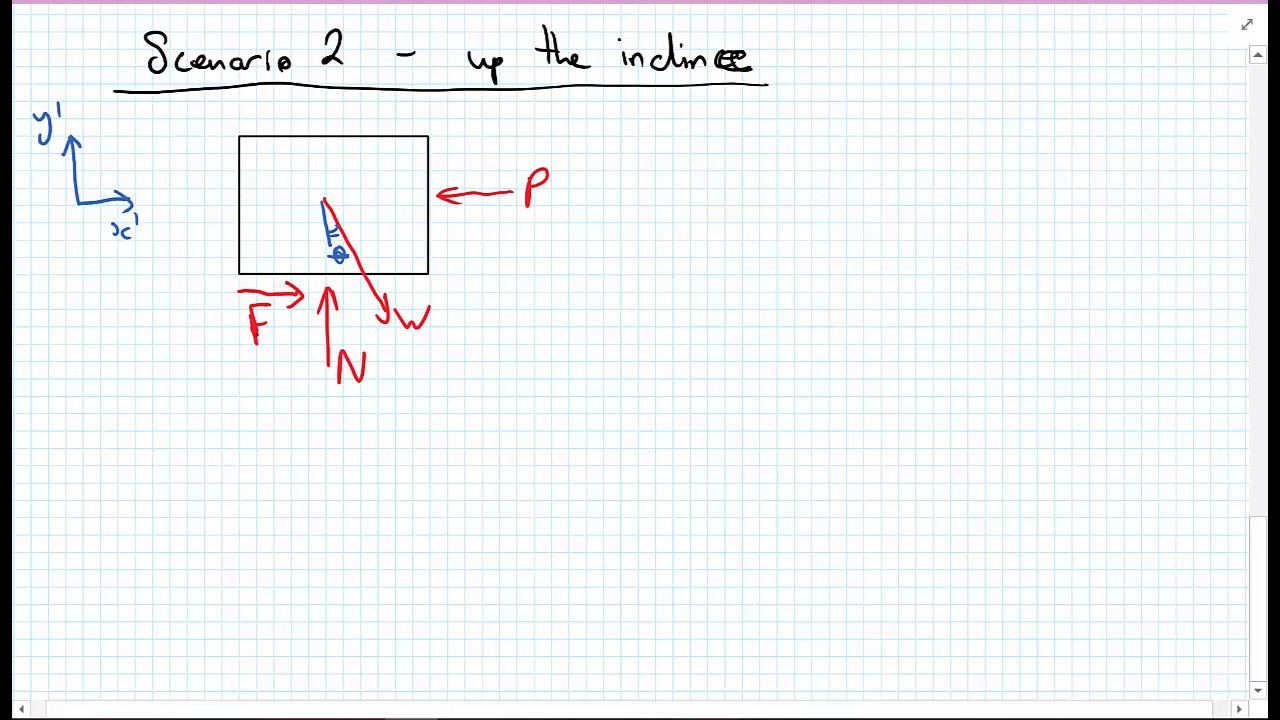 Scenario 2 - up the incline
y'
x'
P
θ
F
W
N